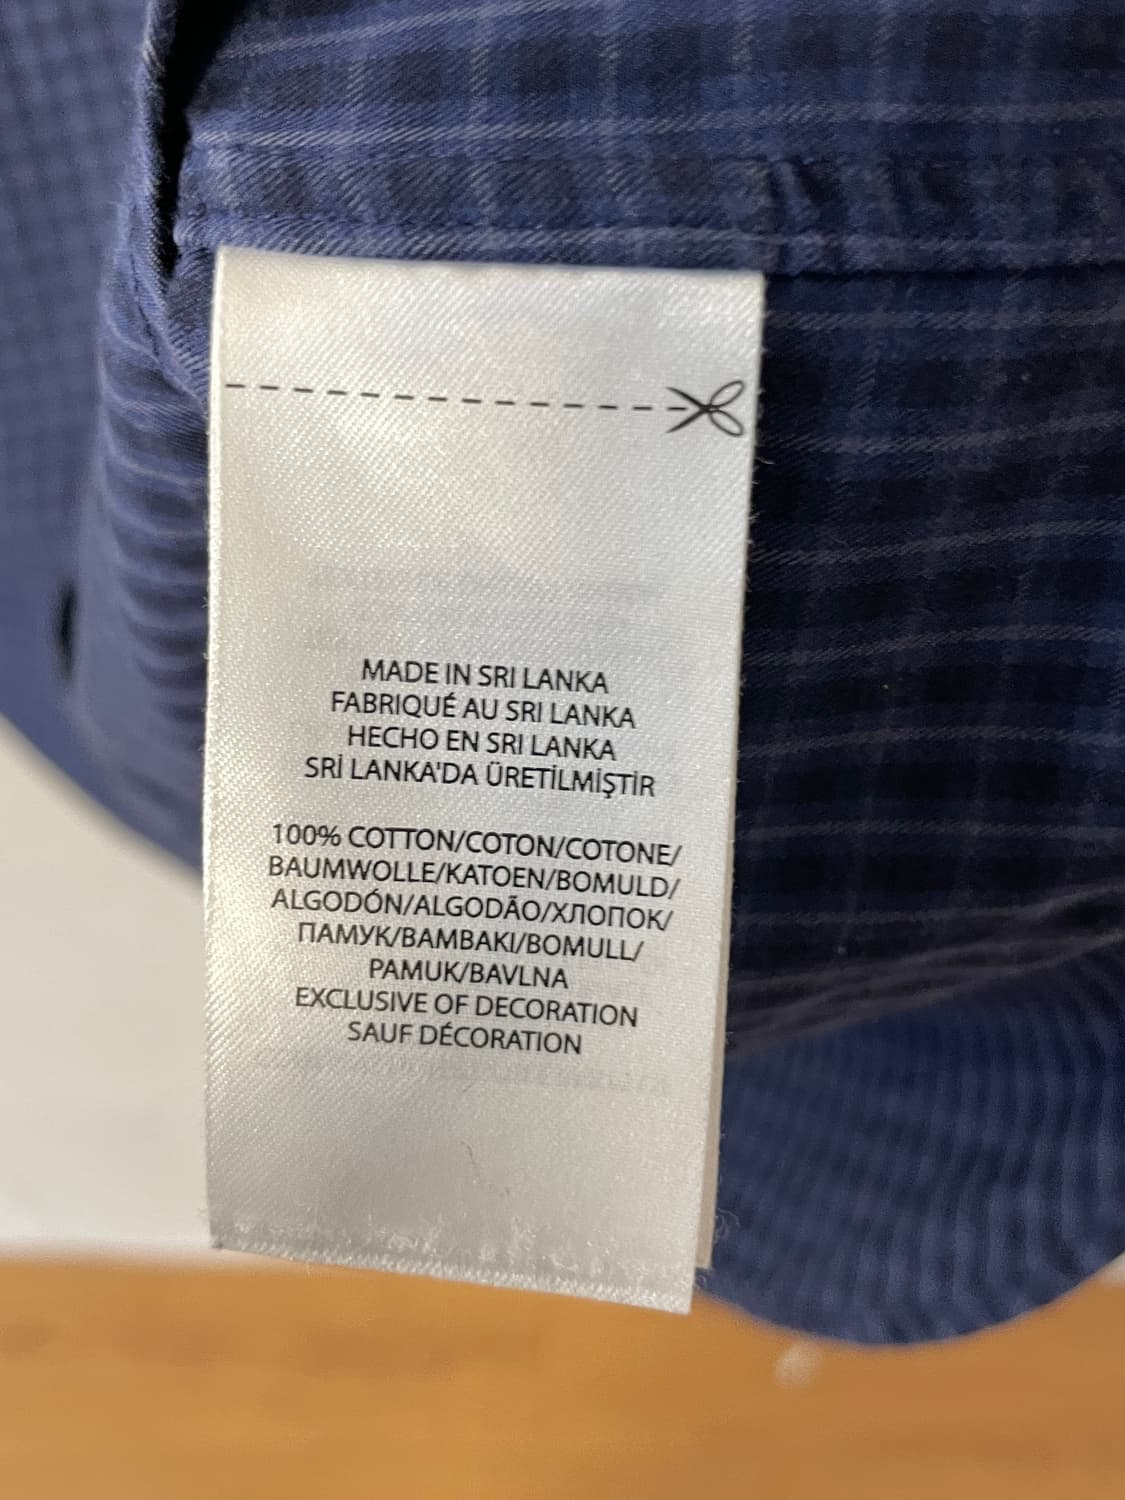 MADE IN SRI LANKA
FABRIQUÉ AU SRI LANKA
HECHO EN SRI LANKA
SRİ LANKA'DA ÜRETİLMİŞTİR
100% COTTON/COTON/COTONE/
BAUMWOLLE/KATOEN/BOMULD/
ALGODÓN/ALGODÃO/ХЛОПОК/
ПАМУК/BAMBAKI/BOMULL/
PAMUK/BAVLNA
EXCLUSIVE OF DECORATION
SAUF DÉCORATION